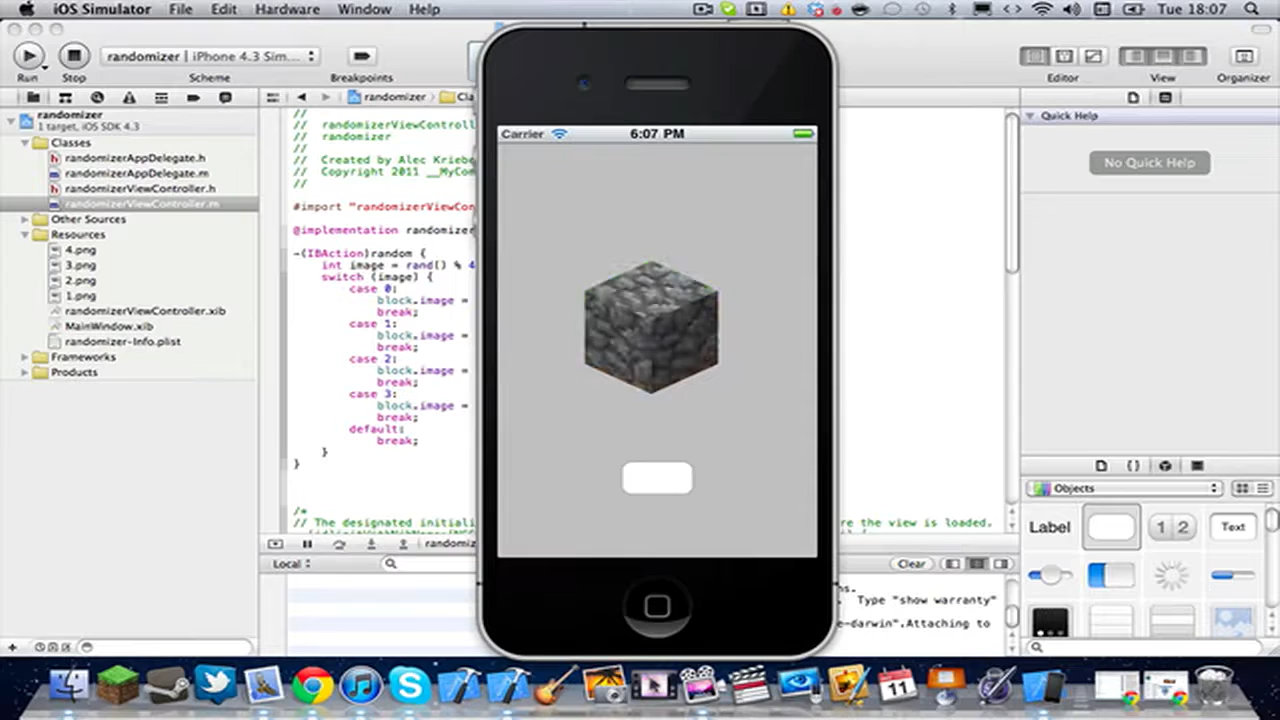 iOS Simulator File Edit Hardware Window Help Tue 18:07
randomizer | iPhone 4.3 Sim...
Run Stop Scheme Breakpoints Editor View Organizer
randomizer
1 target, iOS SDK 4.3
Classes
randomizerAppDelegate.h
randomizerAppDelegate.m
randomizerViewController.h
randomizerViewController.m
Other Sources
Resources
4.png
3.png
2.png
1.png
randomizerViewController.xib
MainWindow.xib
randomizer-Info.plist
Frameworks
Products
randomizer Cla
//
// randomizerViewControll
// randomizer
//
// Created by Alec Kriebe
// Copyright 2011 __MyCom
//
#import "randomizerViewCon
@implementation randomizer
-(IBAction)random {
int image = rand() % 4
switch (image) {
case 0:
block.image =
break;
case 1:
block.image =
break;
case 2:
block.image =
break;
case 3:
block.image =
break;
default:
break;
}
}
/*
// The designated initiali
re the view is loaded.
randomiz
Local
Clear
ns.
. Type "show warranty"
e-darwin".Attaching to
Carrier 6:07 PM
Quick Help
No Quick Help
Objects
Label 1 2 Text
11